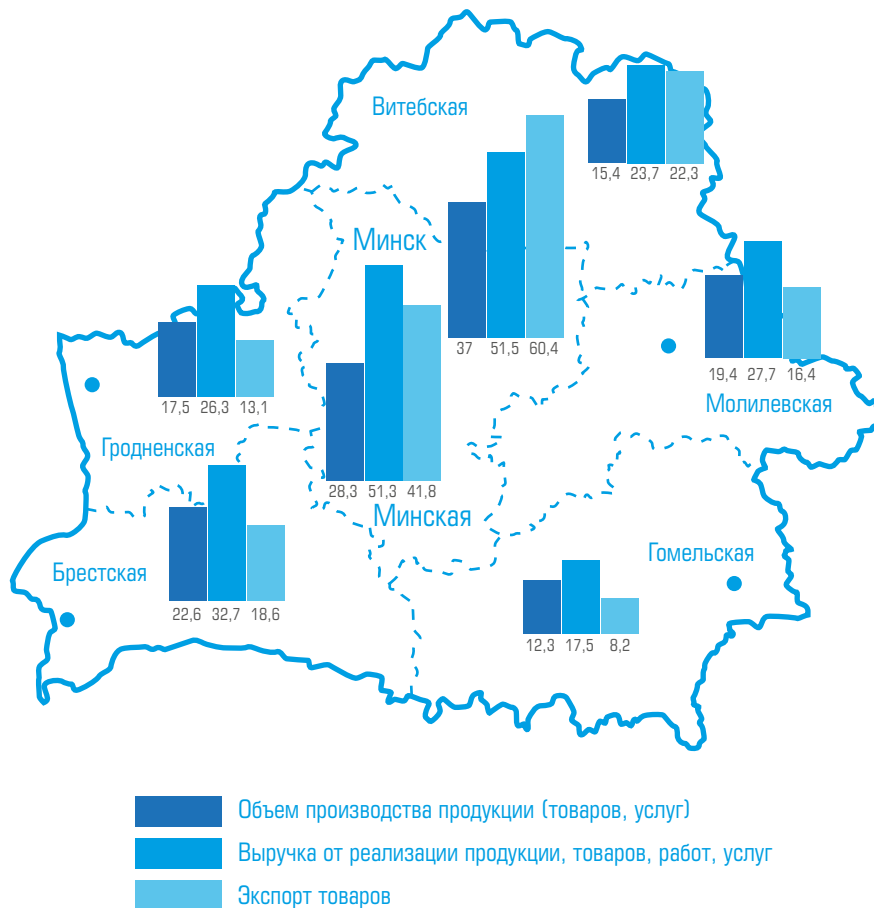 Витебская
15,4 23,7 22,3
Минск
37 51,5 60,4
19,4 27,7 16,4
Молилевская
17,5 26,3 13,1
Гродненская
28,3 51,3 41,8
Минская
Брестская
22,6 32,7 18,6
Гомельская
12,3 17,5 8,2
Объем производства продукции (товаров, услуг)
Выручка от реализации продукции, товаров, работ, услуг
Экспорт товаров